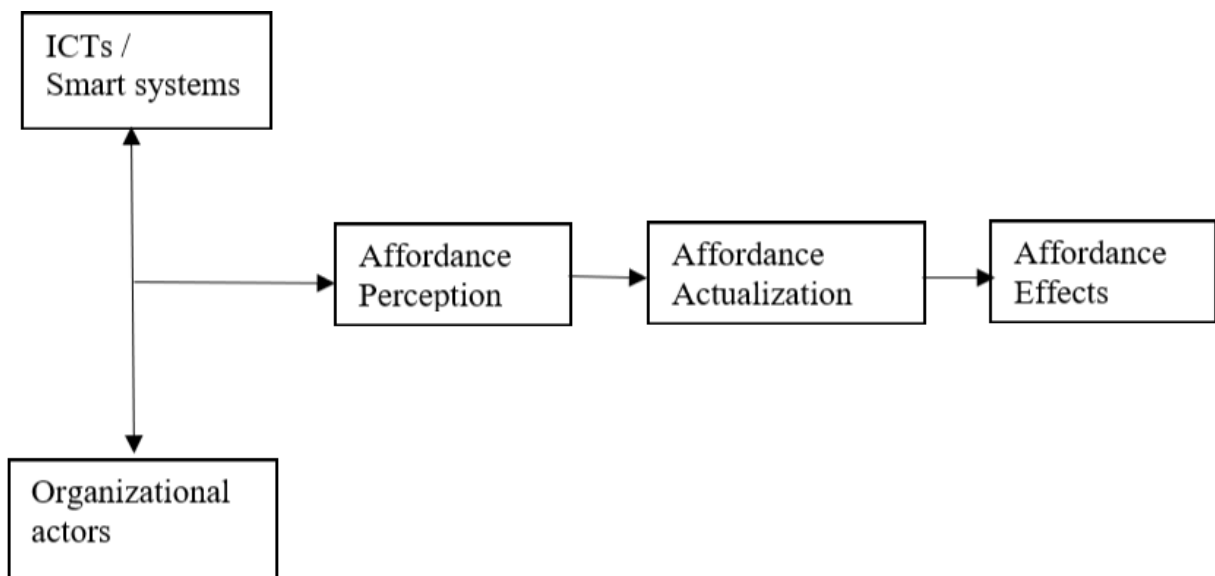 ICTs /
Smart systems
Affordance
Perception
Affordance
Actualization
Affordance
Effects
Organizational
actors